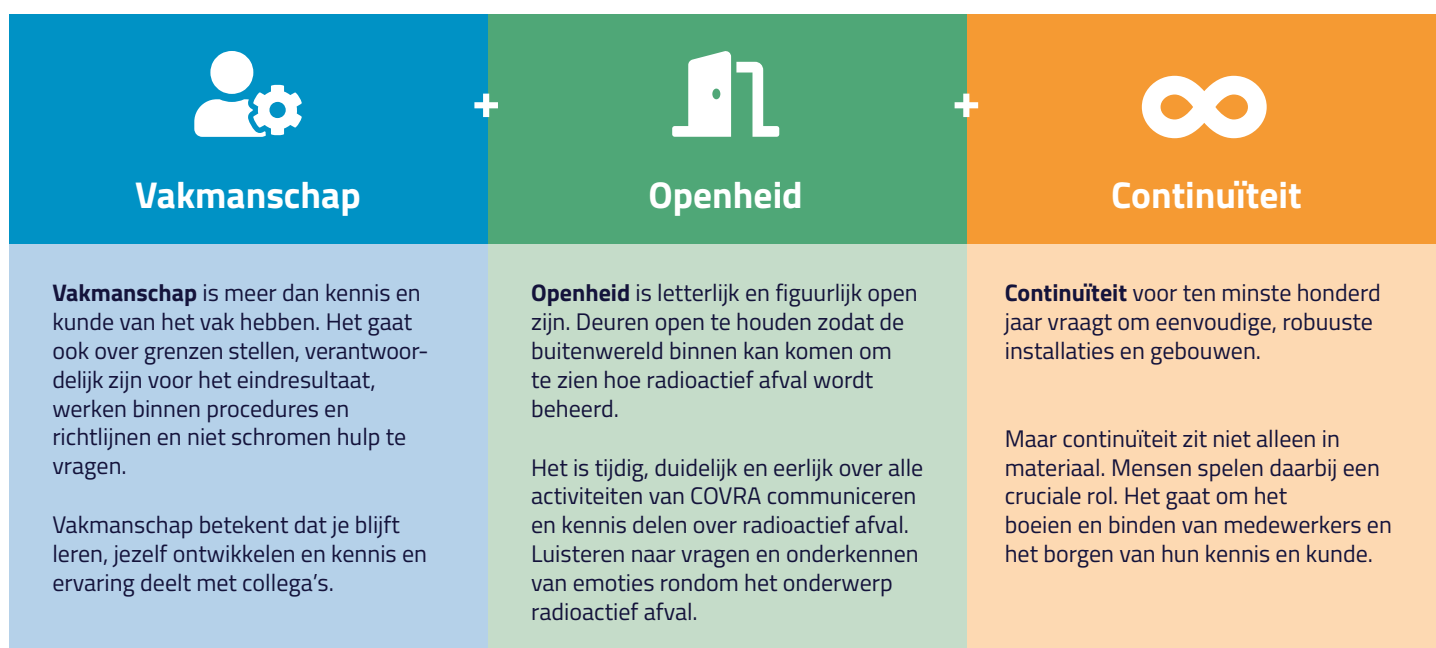 Vakmanschap
+
Openheid
+
Continuïteit
Vakmanschap is meer dan kennis en
kunde van het vak hebben. Het gaat
ook over grenzen stellen, verantwoor-
delijk zijn voor het eindresultaat,
werken binnen procedures en
richtlijnen en niet schromen hulp te
vragen.
Vakmanschap betekent dat je blijft
leren, jezelf ontwikkelen en kennis en
ervaring deelt met collega’s.
Openheid is letterlijk en figuurlijk open
zijn. Deuren open te houden zodat de
buitenwereld binnen kan komen om
te zien hoe radioactief afval wordt
beheerd.
Het is tijdig, duidelijk en eerlijk over alle
activiteiten van COVRA communiceren
en kennis delen over radioactief afval.
Luisteren naar vragen en onderkennen
van emoties rondom het onderwerp
radioactief afval.
Continuïteit voor ten minste honderd
jaar vraagt om eenvoudige, robuuste
installaties en gebouwen.
Maar continuïteit zit niet alleen in
materiaal. Mensen spelen daarbij een
cruciale rol. Het gaat om het
boeien en binden van medewerkers en
het borgen van hun kennis en kunde.